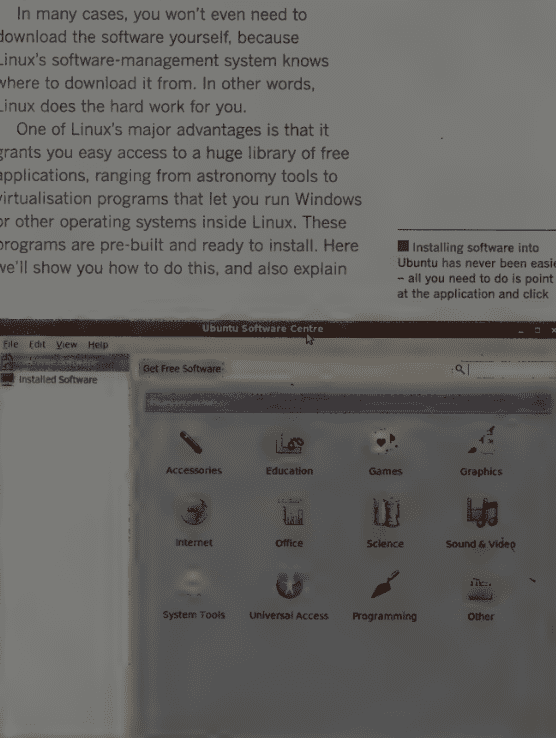 In many cases, you won't even need to
download the software yourself, because
Linux's software-management system knows
where to download it from. In other words,
Linux does the hard work for you.
One of Linux's major advantages is that it
grants you easy access to a huge library of free
applications, ranging from astronomy tools to
virtualisation programs that let you run Windows
or other operating systems inside Linux. These
programs are pre-built and ready to install. Here
we'll show you how to do this, and also explain
Installing software into
Ubuntu has never been easie
– all you need to do is point
at the application and click
Ubuntu Software Centre
File Edit View Help
Get Free Software
Installed Software
Accessories Education Games Graphics
Internet Office Science Sound & Video
System Tools Universal Access Programming Other